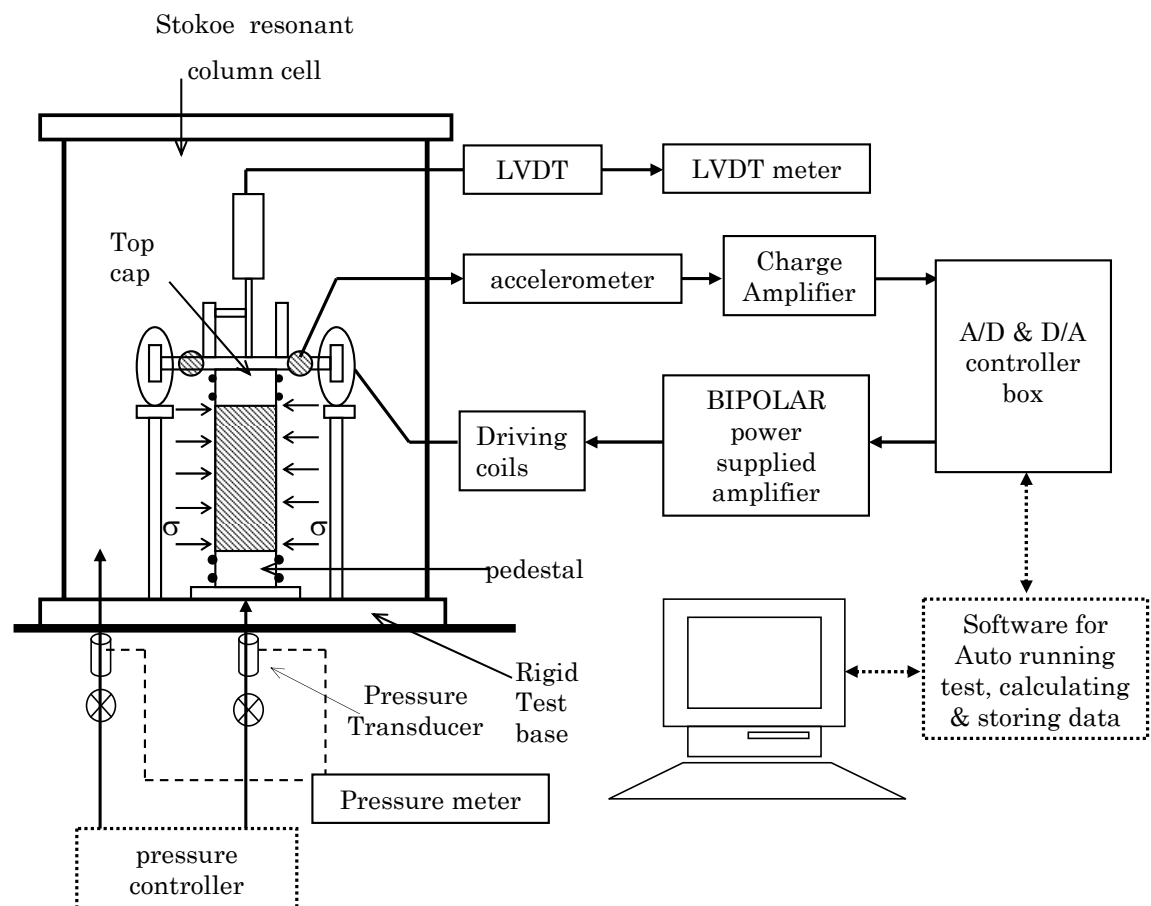 Stokoe resonant
column cell
LVDT
LVDT meter
Top
cap
accelerometer
Charge
Amplifier
A/D & D/A
controller
box
BIPOLAR
power
supplied
amplifier
Driving
coils
σ
σ
pedestal
Software for
Auto running
test, calculating
& storing data
Rigid
Test
base
Pressure
Transducer
Pressure meter
pressure
controller